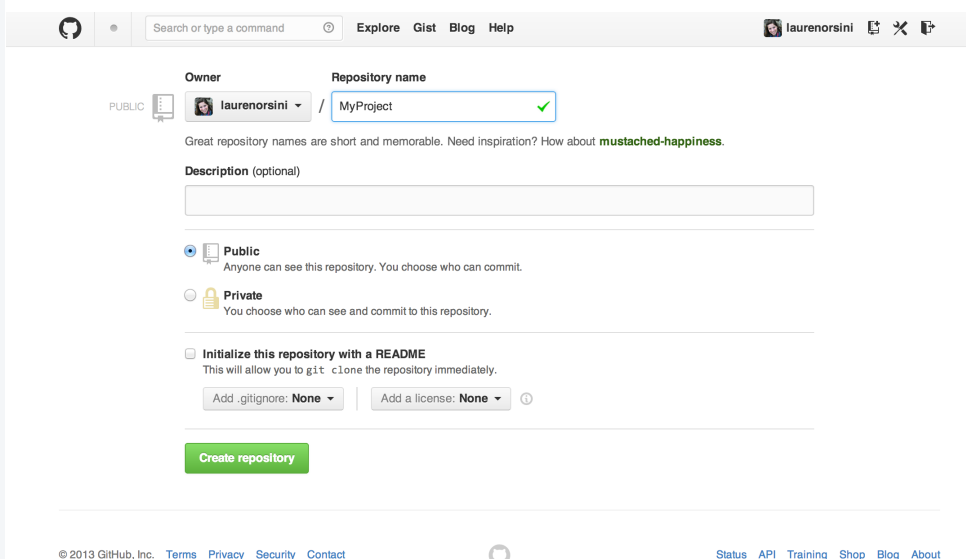 Search or type a command Explore Gist Blog Help laurenorsini
Owner Repository name
PUBLIC laurenorsini / MyProject
Great repository names are short and memorable. Need inspiration? How about mustached-happiness.
Description (optional)
Public
Anyone can see this repository. You choose who can commit.
Private
You choose who can see and commit to this repository.
Initialize this repository with a README
This will allow you to git clone the repository immediately.
Add .gitignore: None Add a license: None
Create repository
© 2013 GitHub, Inc. Terms Privacy Security Contact Status API Training Shop Blog About